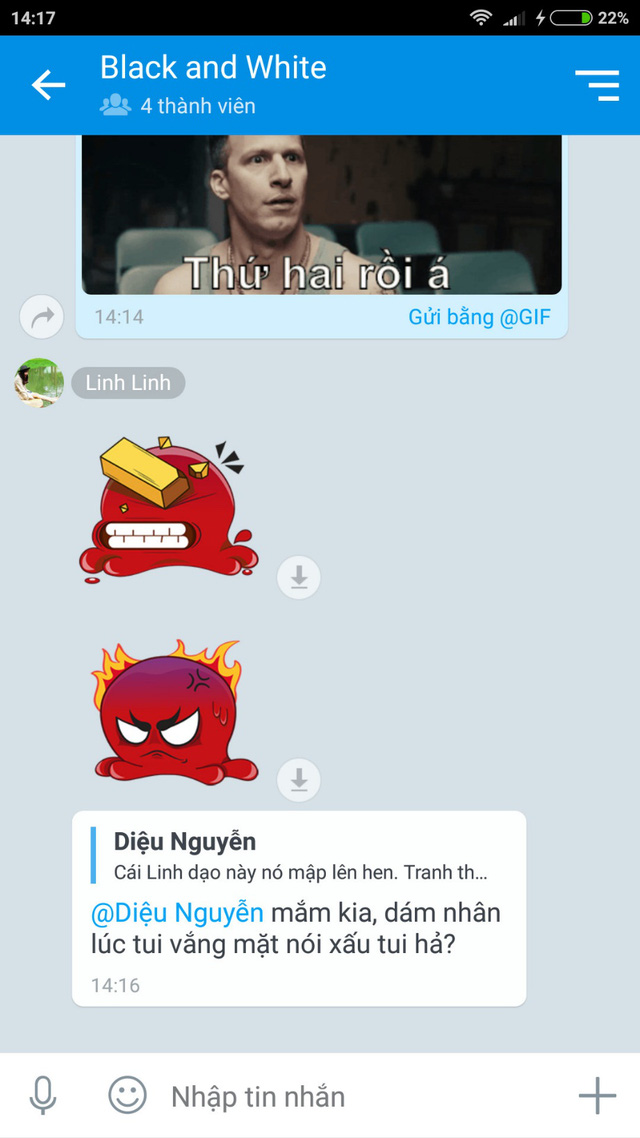 14:17
22%
Black and White
4 thành viên
Thứ hai rồi á
14:14
Gửi bằng @GIF
Linh Linh
Diệu Nguyễn
Cái Linh dạo này nó mập lên hen. Tranh th...
@Diệu Nguyễn mắm kia, dám nhân
lúc tui vắng mặt nói xấu tui hả?
14:16
Nhập tin nhắn